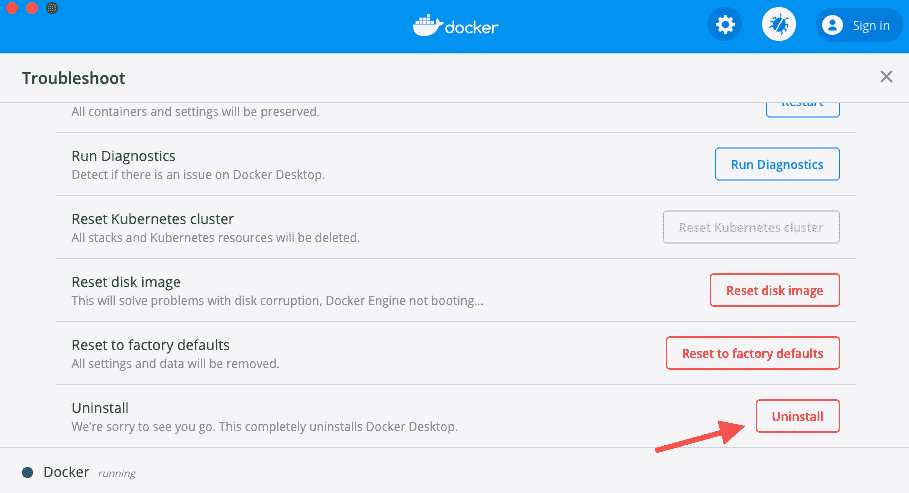 docker
Sign in
Troubleshoot
All containers and settings will be preserved.
Restart
Run Diagnostics
Detect if there is an issue on Docker Desktop.
Run Diagnostics
Reset Kubernetes cluster
All stacks and Kubernetes resources will be deleted.
Reset Kubernetes cluster
Reset disk image
This will solve problems with disk corruption, Docker Engine not booting...
Reset disk image
Reset to factory defaults
All settings and data will be removed.
Reset to factory defaults
Uninstall
We're sorry to see you go. This completely uninstalls Docker Desktop.
Uninstall
Docker running